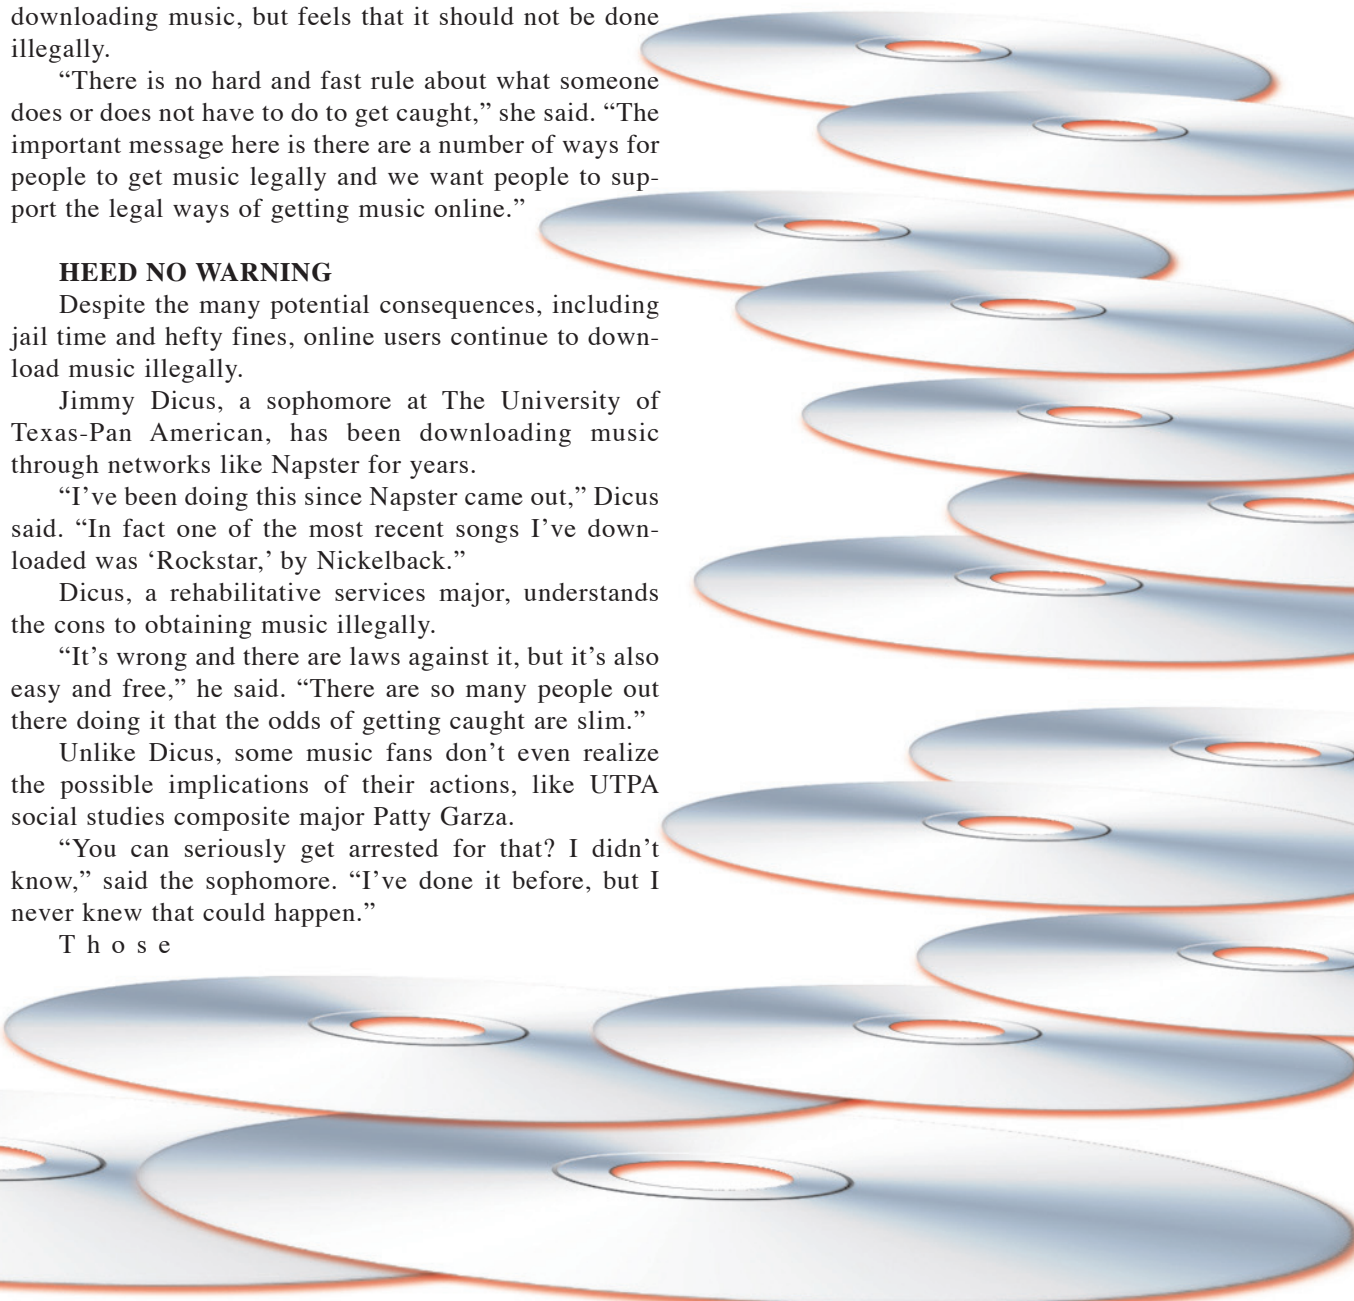 downloading music, but feels that it should not be done
illegally.
“There is no hard and fast rule about what someone
does or does not have to do to get caught,” she said. “The
important message here is there are a number of ways for
people to get music legally and we want people to sup-
port the legal ways of getting music online.”
HEED NO WARNING
Despite the many potential consequences, including
jail time and hefty fines, online users continue to down-
load music illegally.
Jimmy Dicus, a sophomore at The University of
Texas-Pan American, has been downloading music
through networks like Napster for years.
“I’ve been doing this since Napster came out,” Dicus
said. “In fact one of the most recent songs I’ve down-
loaded was ‘Rockstar,’ by Nickelback.”
Dicus, a rehabilitative services major, understands
the cons to obtaining music illegally.
“It’s wrong and there are laws against it, but it’s also
easy and free,” he said. “There are so many people out
there doing it that the odds of getting caught are slim.”
Unlike Dicus, some music fans don’t even realize
the possible implications of their actions, like UTPA
social studies composite major Patty Garza.
“You can seriously get arrested for that? I didn’t
know,” said the sophomore. “I’ve done it before, but I
never knew that could happen.”
T h o s e